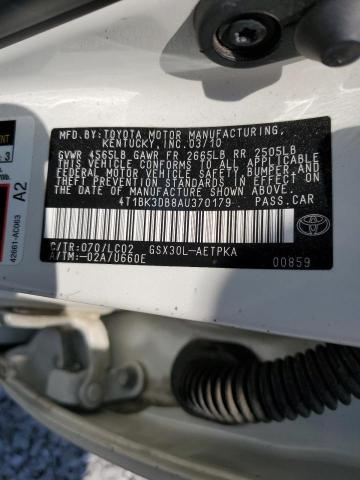 MFD. BY: TOYOTA MOTOR MANUFACTURING,
KENTUCKY, INC. 03/10
GVWR 4565LB GAWR FR 2665LB RR 2505LB
THIS VEHICLE CONFORMS TO ALL APPLICABLE
FEDERAL MOTOR VEHICLE SAFETY, BUMPER, AND
THEFT PREVENTION STANDARDS IN EFFECT ON THE
DATE OF MANUFACTURE SHOWN ABOVE.
4T1BK3DB8AU370179 PASS.CAR
C/TR:070/LC02 GSX30L-AETPKA
A/TM:-02A/U660E
00859
TOYOTA
A2
3